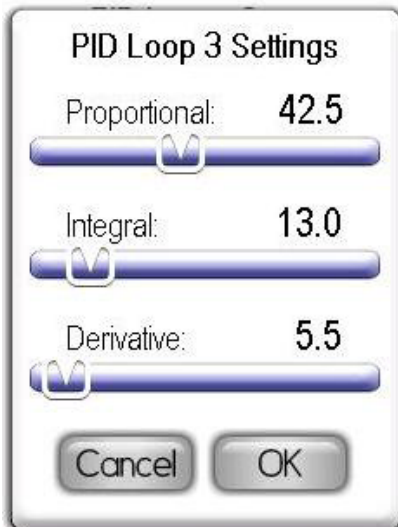 PID Loop 3 Settings
Proportional: 42.5
Integral: 13.0
Derivative: 5.5
Cancel OK